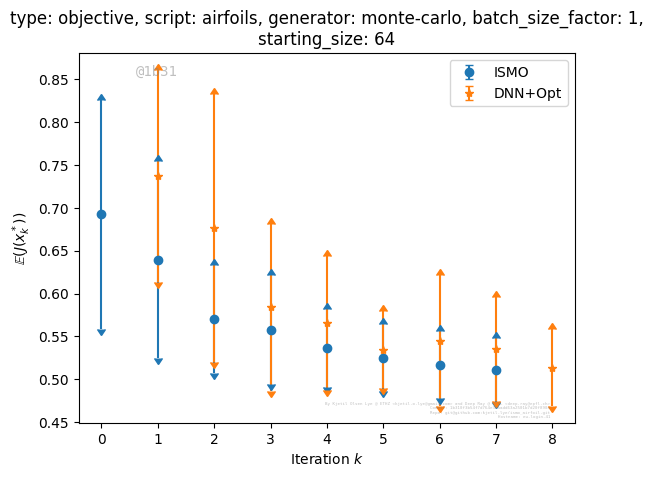 type: objective, script: airfoils, generator: monte-carlo, batch_size_factor: 1,
starting_size: 64
@1b31
ISMO
DNN+Opt
0.85
0.80
0.75
0.70
0.65
0.60
0.55
0.50
0.45
𝔼(J(x*ₖ))
0 1 2 3 4 5 6 7 8
Iteration k